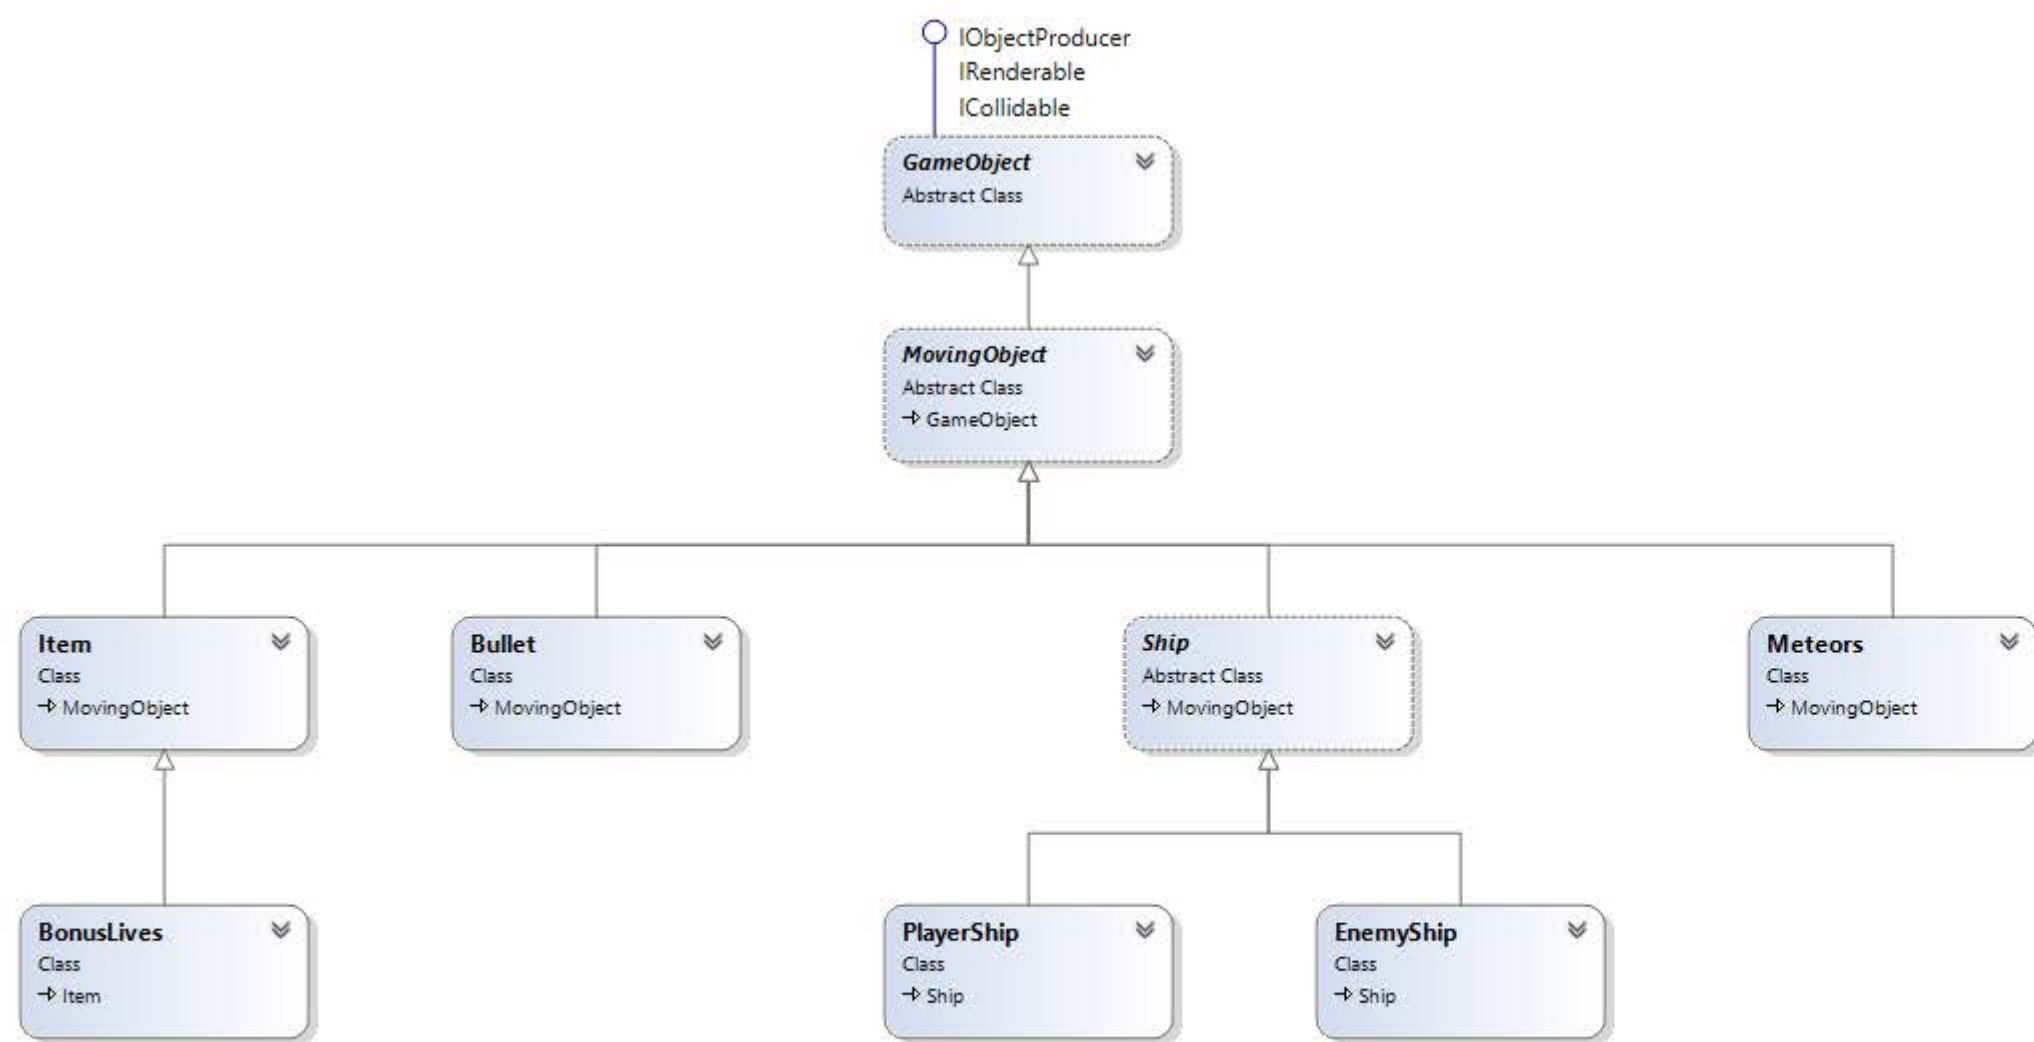 IObjectProducer
IRenderable
ICollidable
GameObject
Abstract Class
MovingObject
Abstract Class
GameObject
Item
Class
MovingObject
Bullet
Class
MovingObject
Ship
Abstract Class
MovingObject
Meteors
Class
MovingObject
BonusLives
Class
Item
PlayerShip
Class
Ship
EnemyShip
Class
Ship